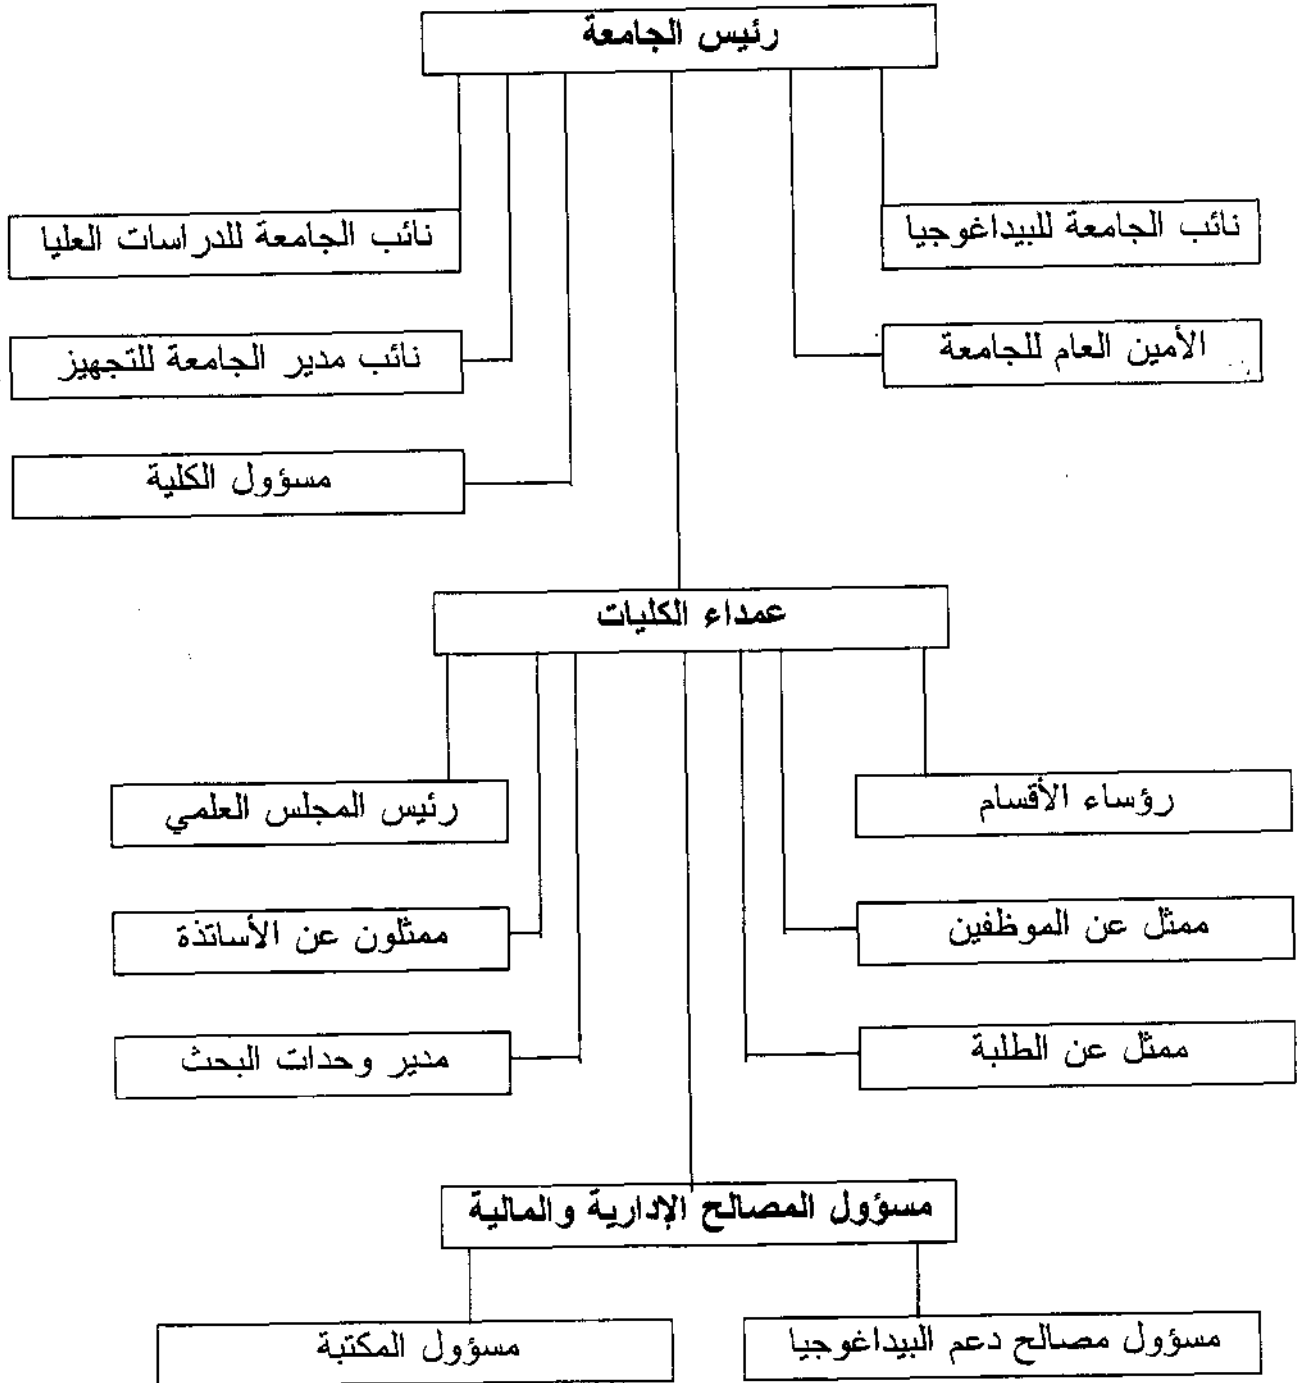 رئيس الجامعة
نائب الجامعة للبيداغوجيا
نائب الجامعة للدراسات العليا
الأمين العام للجامعة
نائب مدير الجامعة للتجهيز
مسؤول الكلية
عمداء الكليات
رؤساء الأقسام
رئيس المجلس العلمي
ممثل عن الموظفين
ممثلون عن الأساتذة
ممثل عن الطلبة
مدير وحدات البحث
مسؤول المصالح الإدارية والمالية
مسؤول مصالح دعم البيداغوجيا
مسؤول المكتبة